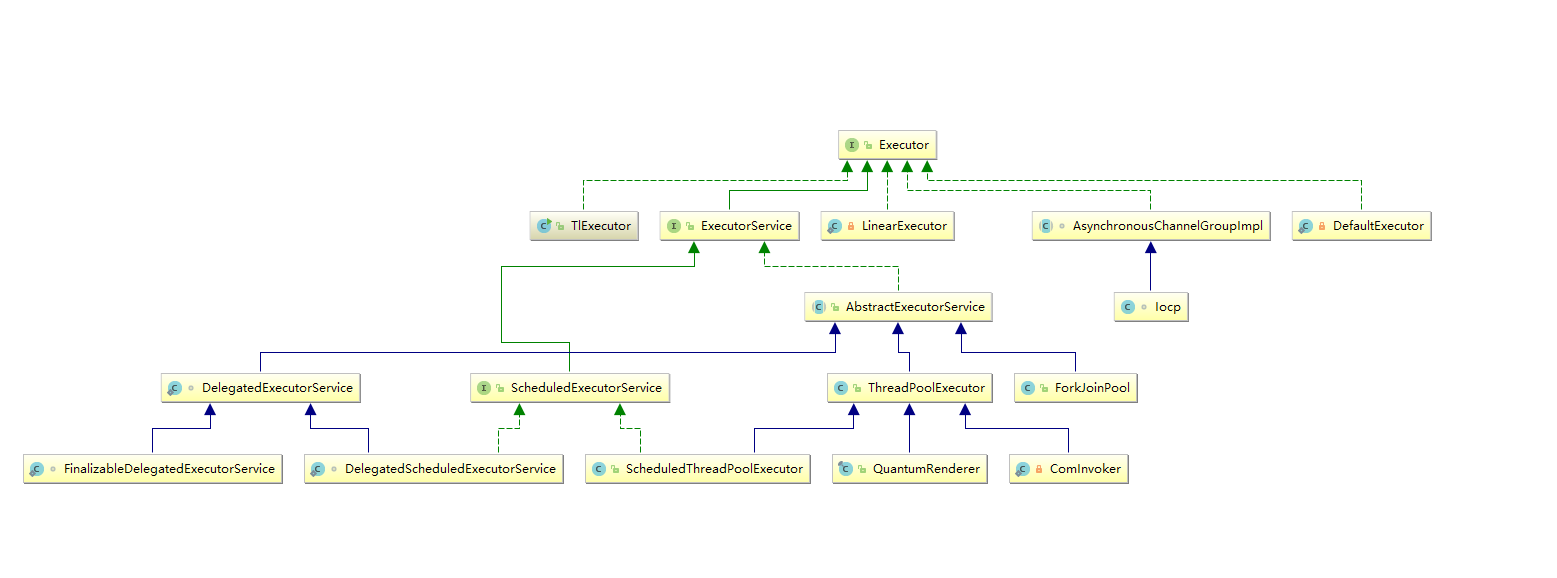 Executor
TlExecutor
ExecutorService
LinearExecutor
AsynchronousChannelGroupImpl
DefaultExecutor
AbstractExecutorService
Iocp
DelegatedExecutorService
ScheduledExecutorService
ThreadPoolExecutor
ForkJoinPool
FinalizableDelegatedExecutorService
DelegatedScheduledExecutorService
ScheduledThreadPoolExecutor
QuantumRenderer
ComInvoker